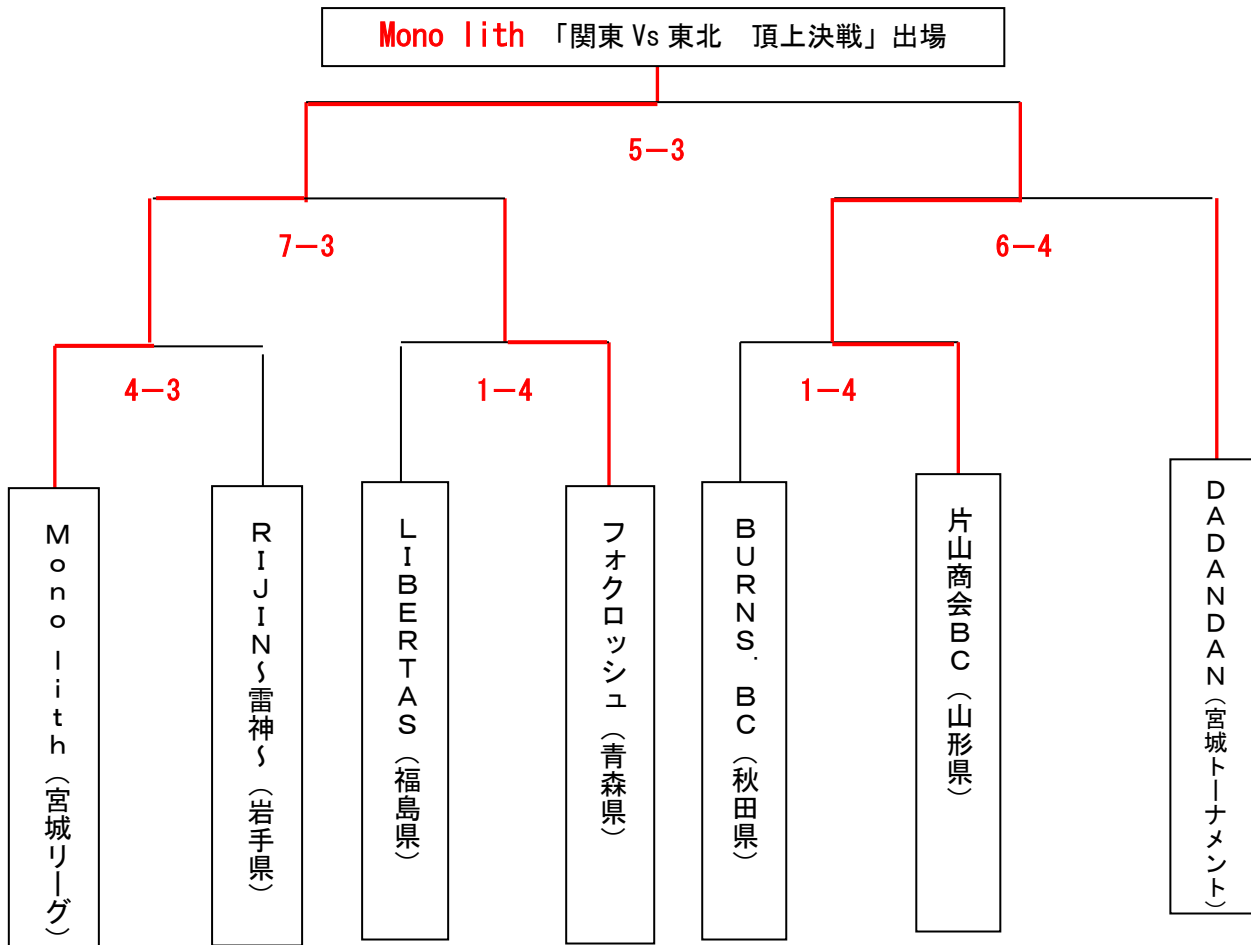 Mono lith 「関東 Vs 東北　頂上決戦」出場
5－3
7－3
6－4
4－3
1－4
1－4
Ｍｏｎｏ ｌｉｔｈ（宮城リーグ）
ＲＩＪＩＮ～雷神～（岩手県）
ＬＩＢＥＲＴＡＳ（福島県）
フォクロッシュ（青森県）
ＢＵＲＮＳ．ＢＣ（秋田県）
片山商会ＢＣ（山形県）
ＤＡＤＡＮＤＡＮ（宮城トーナメント）